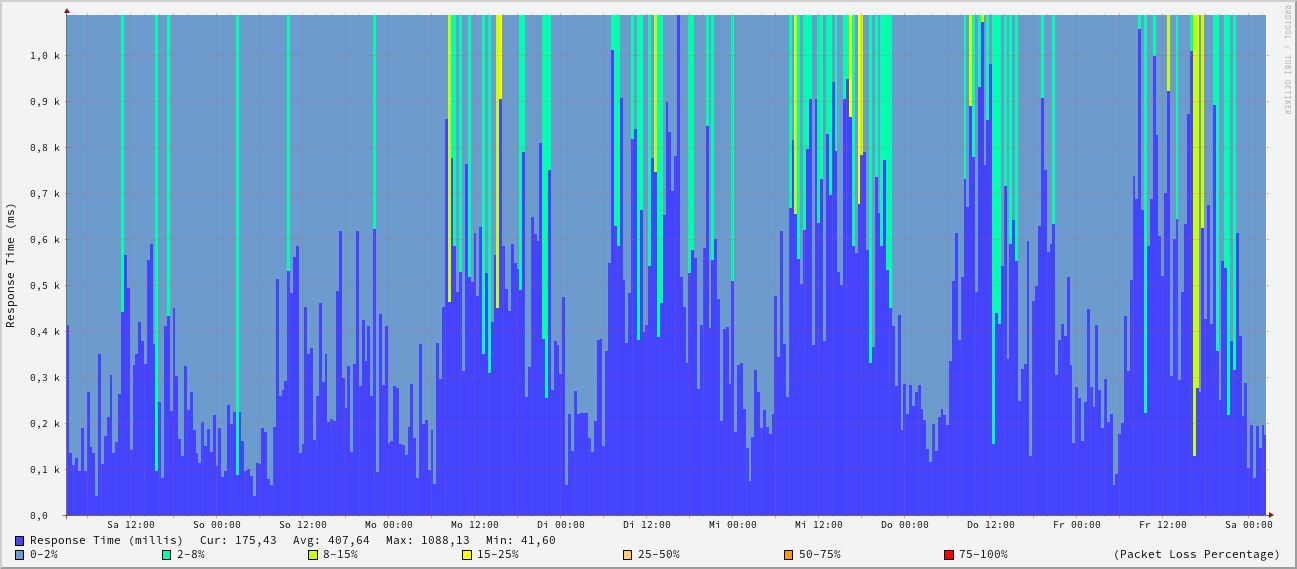 RRDTOOL / TOBI OETIKER
Response Time (ms)
1,0 k
0,9 k
0,8 k
0,7 k
0,6 k
0,5 k
0,4 k
0,3 k
0,2 k
0,1 k
0,0
Sa 12:00 So 00:00 So 12:00 Mo 00:00 Mo 12:00 Di 00:00 Di 12:00 Mi 00:00 Mi 12:00 Do 00:00 Do 12:00 Fr 00:00 Fr 12:00 Sa 00:00
Response Time (millis) Cur: 175,43 Avg: 407,64 Max: 1088,13 Min: 41,60
0-2% 2-8% 8-15% 15-25% 25-50% 50-75% 75-100% (Packet Loss Percentage)